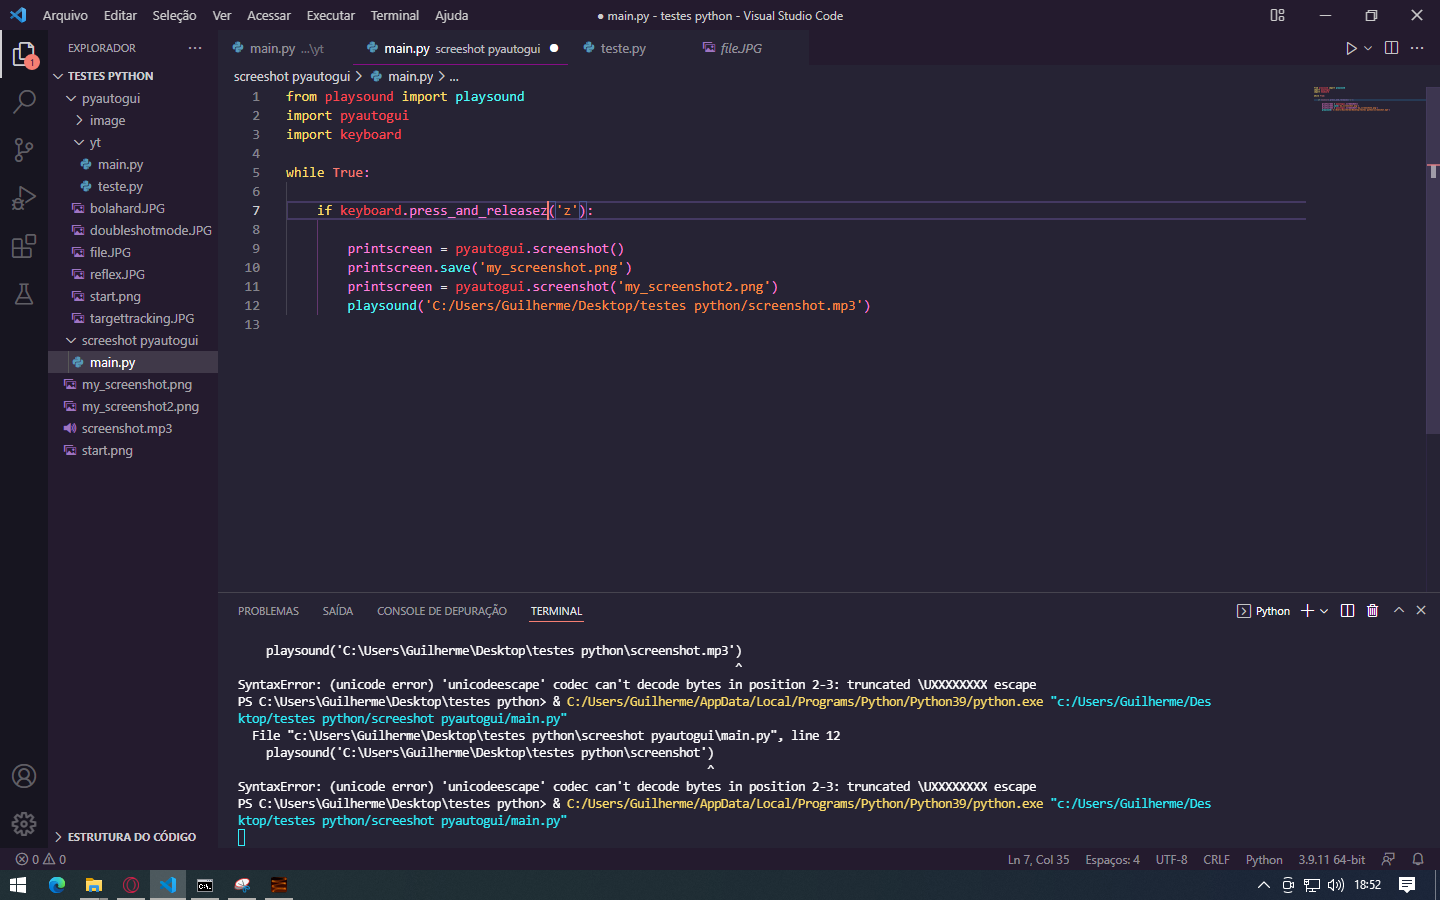 Arquivo Editar Seleção Ver Acessar Executar Terminal Ajuda ● main.py - testes python - Visual Studio Code
EXPLORADOR ...
main.py ...\yt main.py screeshot pyautogui teste.py file.JPG
TESTES PYTHON
pyautogui
image
yt
main.py
teste.py
bolahard.JPG
doubleshotmode.JPG
file.JPG
reflex.JPG
start.png
targettracking.JPG
screeshot pyautogui
main.py
my_screenshot.png
my_screenshot2.png
screenshot.mp3
start.png
ESTRUTURA DO CÓDIGO
1
screeshot pyautogui > main.py > ...
1 from playsound import playsound
2 import pyautogui
3 import keyboard
4
5 while True:
6
7 if keyboard.press_and_releasez('z'):
8
9 printscreen = pyautogui.screenshot()
10 printscreen.save('my_screenshot.png')
11 printscreen = pyautogui.screenshot('my_screenshot2.png')
12 playsound('C:/Users/Guilherme/Desktop/testes python/screenshot.mp3')
13
PROBLEMAS SAÍDA CONSOLE DE DEPURAÇÃO TERMINAL Python
playsound('C:\Users\Guilherme\Desktop\testes python\screenshot.mp3')
^
SyntaxError: (unicode error) 'unicodeescape' codec can't decode bytes in position 2-3: truncated \UXXXXXXXX escape
PS C:\Users\Guilherme\Desktop\testes python> & C:/Users/Guilherme/AppData/Local/Programs/Python/Python39/python.exe "c:/Users/Guilherme/Des
ktop/testes python/screeshot pyautogui/main.py"
File "c:\Users\Guilherme\Desktop\testes python\screeshot pyautogui\main.py", line 12
playsound('C:\Users\Guilherme\Desktop\testes python\screenshot')
^
SyntaxError: (unicode error) 'unicodeescape' codec can't decode bytes in position 2-3: truncated \UXXXXXXXX escape
PS C:\Users\Guilherme\Desktop\testes python> & C:/Users/Guilherme/AppData/Local/Programs/Python/Python39/python.exe "c:/Users/Guilherme/Des
ktop/testes python/screeshot pyautogui/main.py"
0 0 Ln 7, Col 35 Espaços: 4 UTF-8 CRLF Python 3.9.11 64-bit
18:52